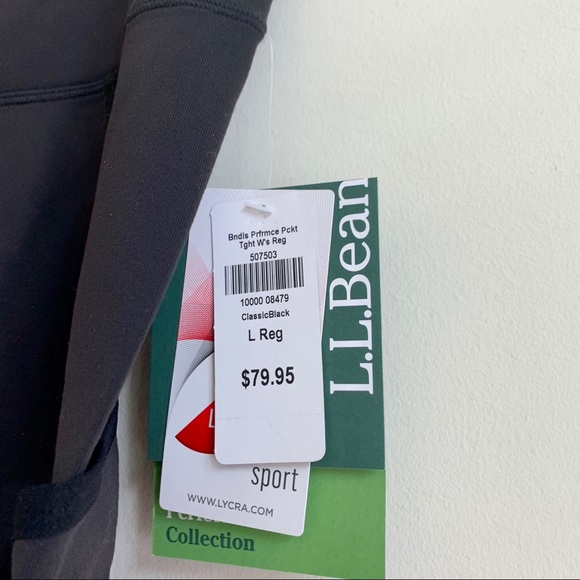 Bndls Prfrmce Pckt
Tght W's Reg
507503
10000 08479
ClassicBlack
L Reg
$79.95
L.L.Bean
L
sport
WWW.LYCRA.COM
Collection